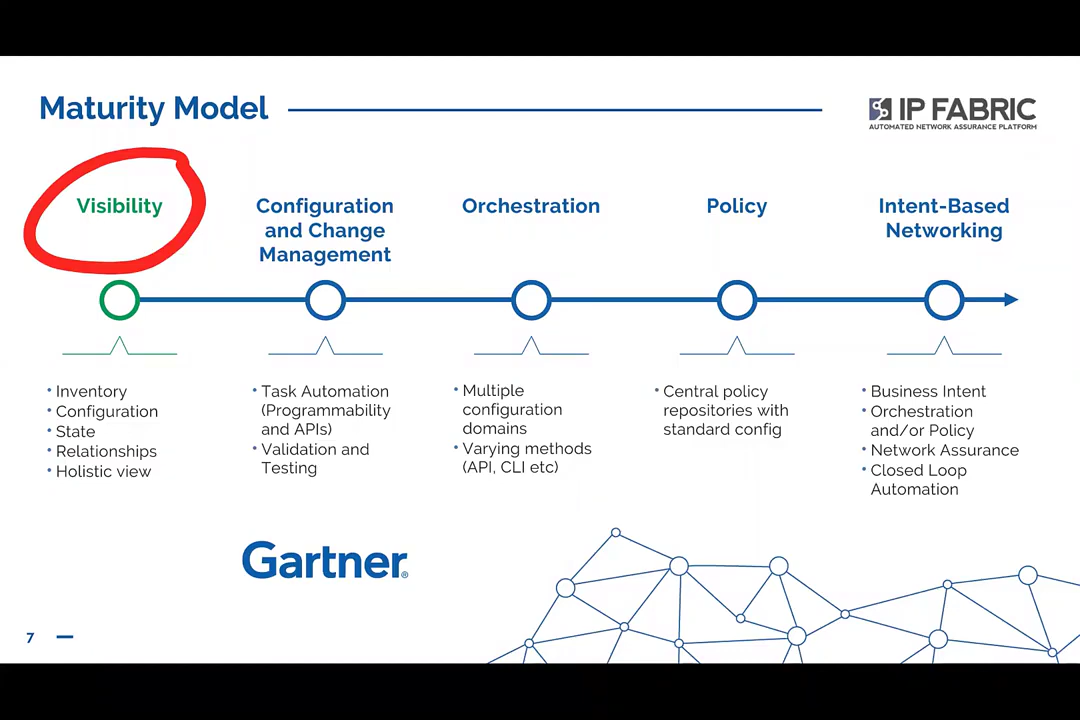 Maturity Model
IP FABRIC
AUTOMATED NETWORK ASSURANCE PLATFORM
Visibility
• Inventory
• Configuration
• State
• Relationships
• Holistic view
Configuration
and Change
Management
• Task Automation
(Programmability
and APIs)
• Validation and
Testing
Orchestration
• Multiple
configuration
domains
• Varying methods
(API, CLI etc)
Policy
• Central policy
repositories with
standard config
Intent-Based
Networking
• Business Intent
• Orchestration
and/or Policy
• Network Assurance
• Closed Loop
Automation
Gartner®
7